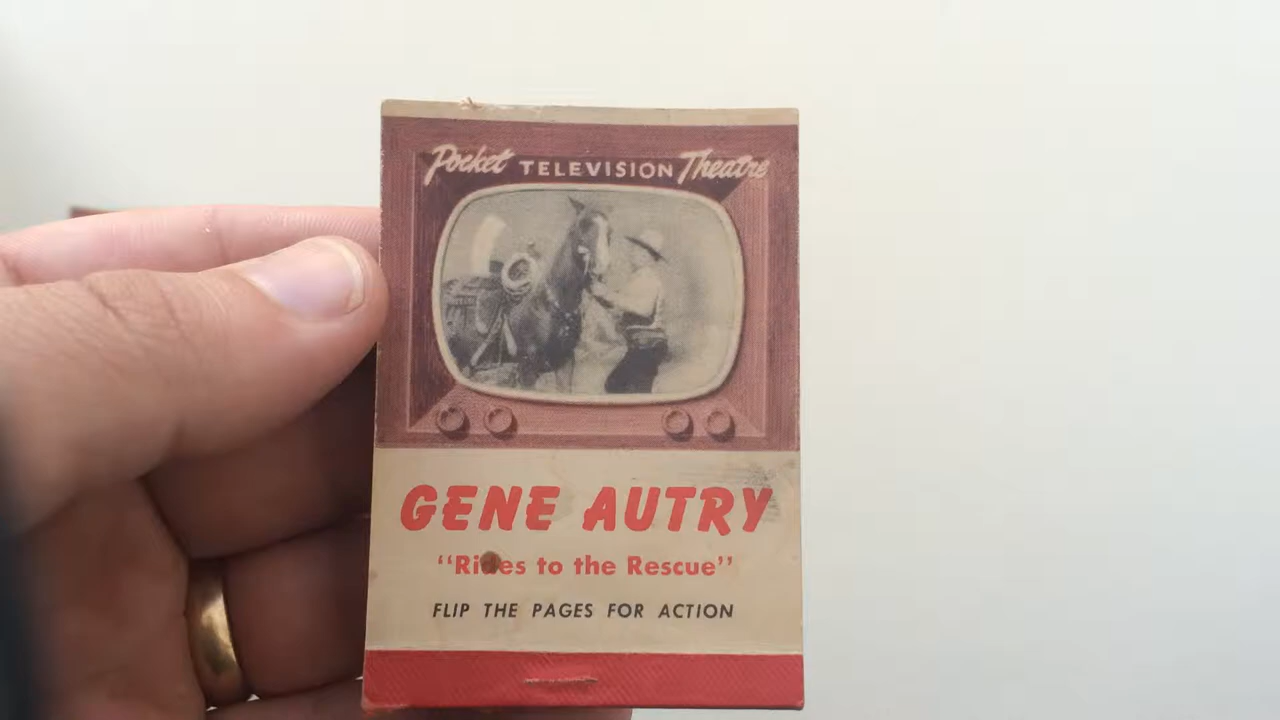 Pocket TELEVISION Theatre
GENE AUTRY
“Rides to the Rescue”
FLIP THE PAGES FOR ACTION